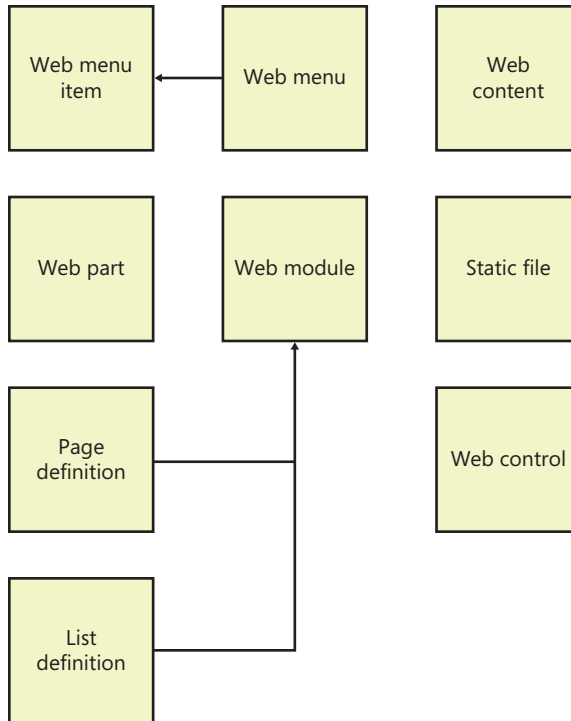 Web menu
item
Web menu
Web
content
Web part
Web module
Static file
Page
definition
Web control
List
definition